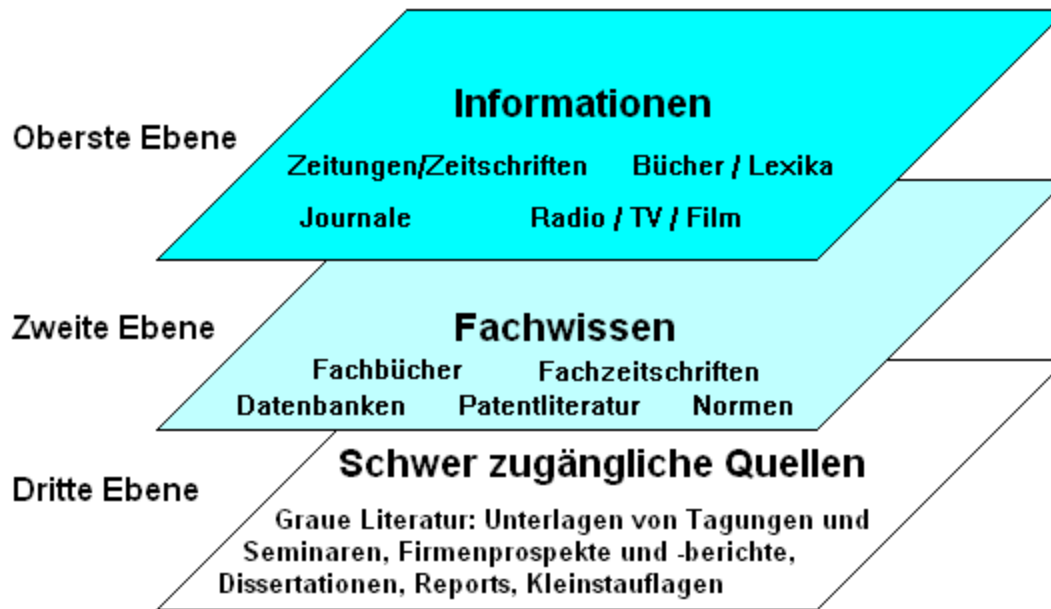 Informationen
Oberste Ebene
Zeitungen/Zeitschriften Bücher / Lexika
Journale Radio / TV / Film
Zweite Ebene
Fachwissen
Fachbücher Fachzeitschriften
Datenbanken Patentliteratur Normen
Schwer zugängliche Quellen
Dritte Ebene
Graue Literatur: Unterlagen von Tagungen und
Seminaren, Firmenprospekte und -berichte,
Dissertationen, Reports, Kleinstauflagen